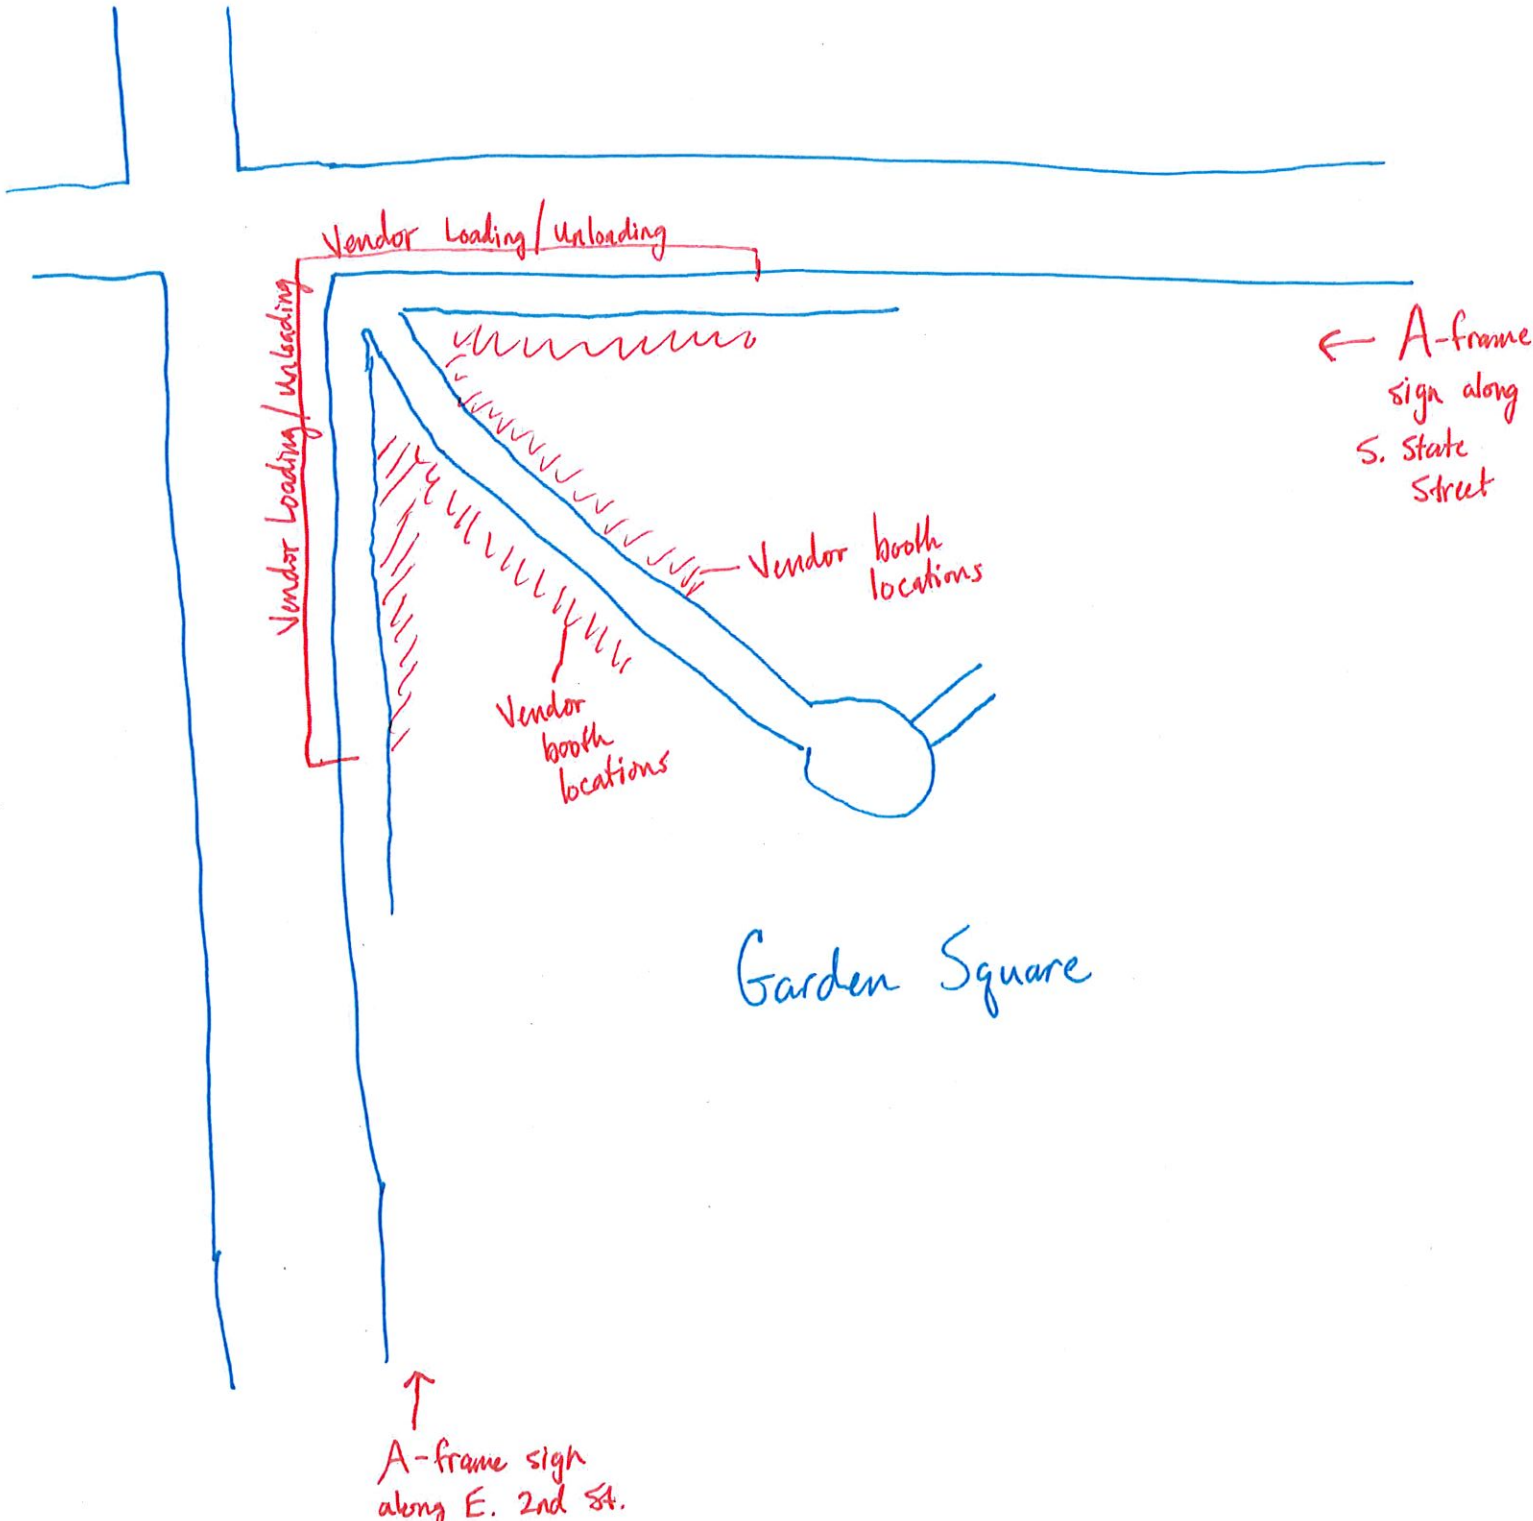 Vendor Loading/Unloading
Vendor Loading/Unloading
← A-frame
sign along
S. State
Street
Vendor booth
locations
Vendor
booth
locations
Garden Square
↑
A-frame sign
along E. 2nd St.